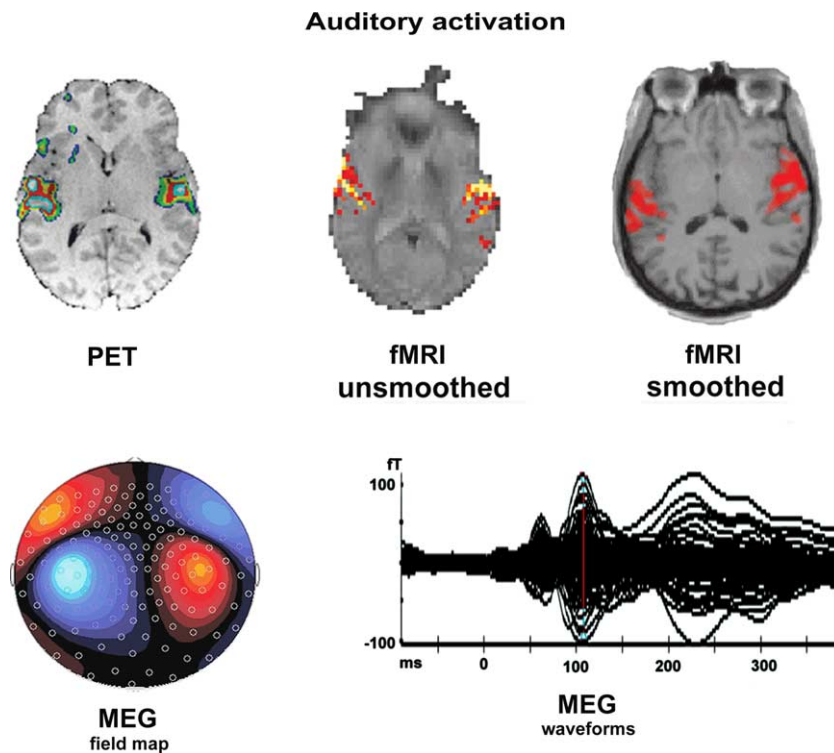 Auditory activation
PET
fMRI
unsmoothed
fMRI
smoothed
MEG
field map
fT
100
-100
ms 0 100 200 300
MEG
waveforms